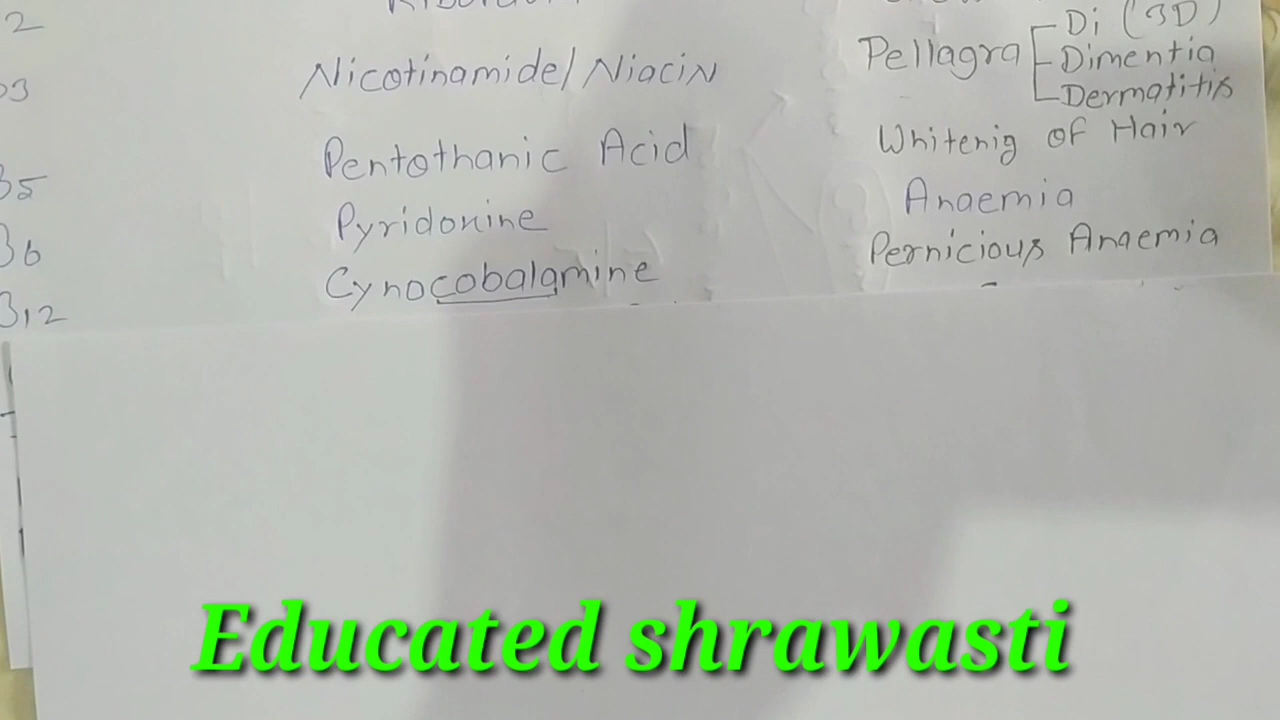 2
Di (3D)
B3 Nicotinamide/Niacin Pellagra Dimentia
Dermatitis
B5 Pentothanic Acid Whitenig of Hair
B6 Pyridonine Anaemia
B12 Cynocobalamine Pernicious Anaemia
Educated shrawasti